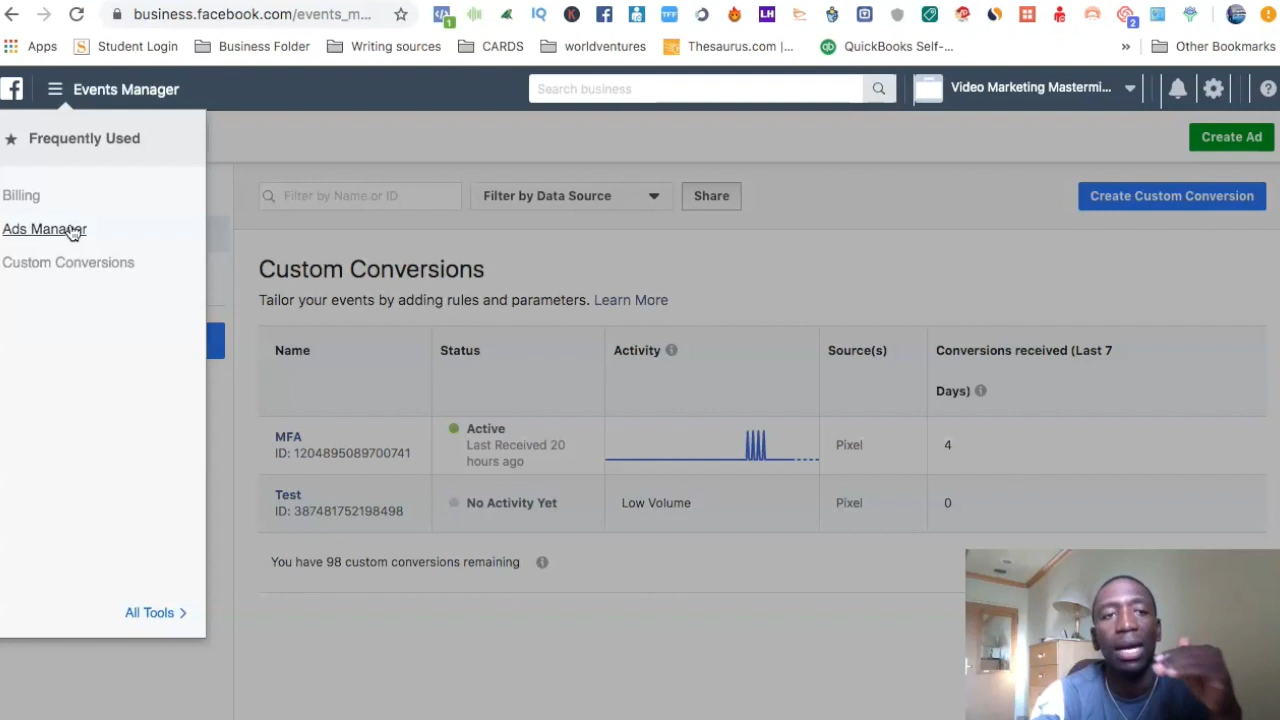 business.facebook.com/events_m...
1
IQ
K
TFF
LH
2
Apps
Student Login
Business Folder
Writing sources
CARDS
worldventures
Thesaurus.com |...
QuickBooks Self-...
»
Other Bookmarks
Events Manager
Search business
Video Marketing Mastermi...
Frequently Used
Create Ad
Billing
Filter by Name or ID
Filter by Data Source
Share
Create Custom Conversion
Ads Manager
Custom Conversions
Custom Conversions
Tailor your events by adding rules and parameters. Learn More
Name
Status
Activity
Source(s)
Conversions received (Last 7
Days)
MFA
ID: 1204895089700741
Active
Last Received 20
hours ago
Pixel
4
Test
ID: 387481752198498
No Activity Yet
Low Volume
Pixel
0
You have 98 custom conversions remaining
All Tools